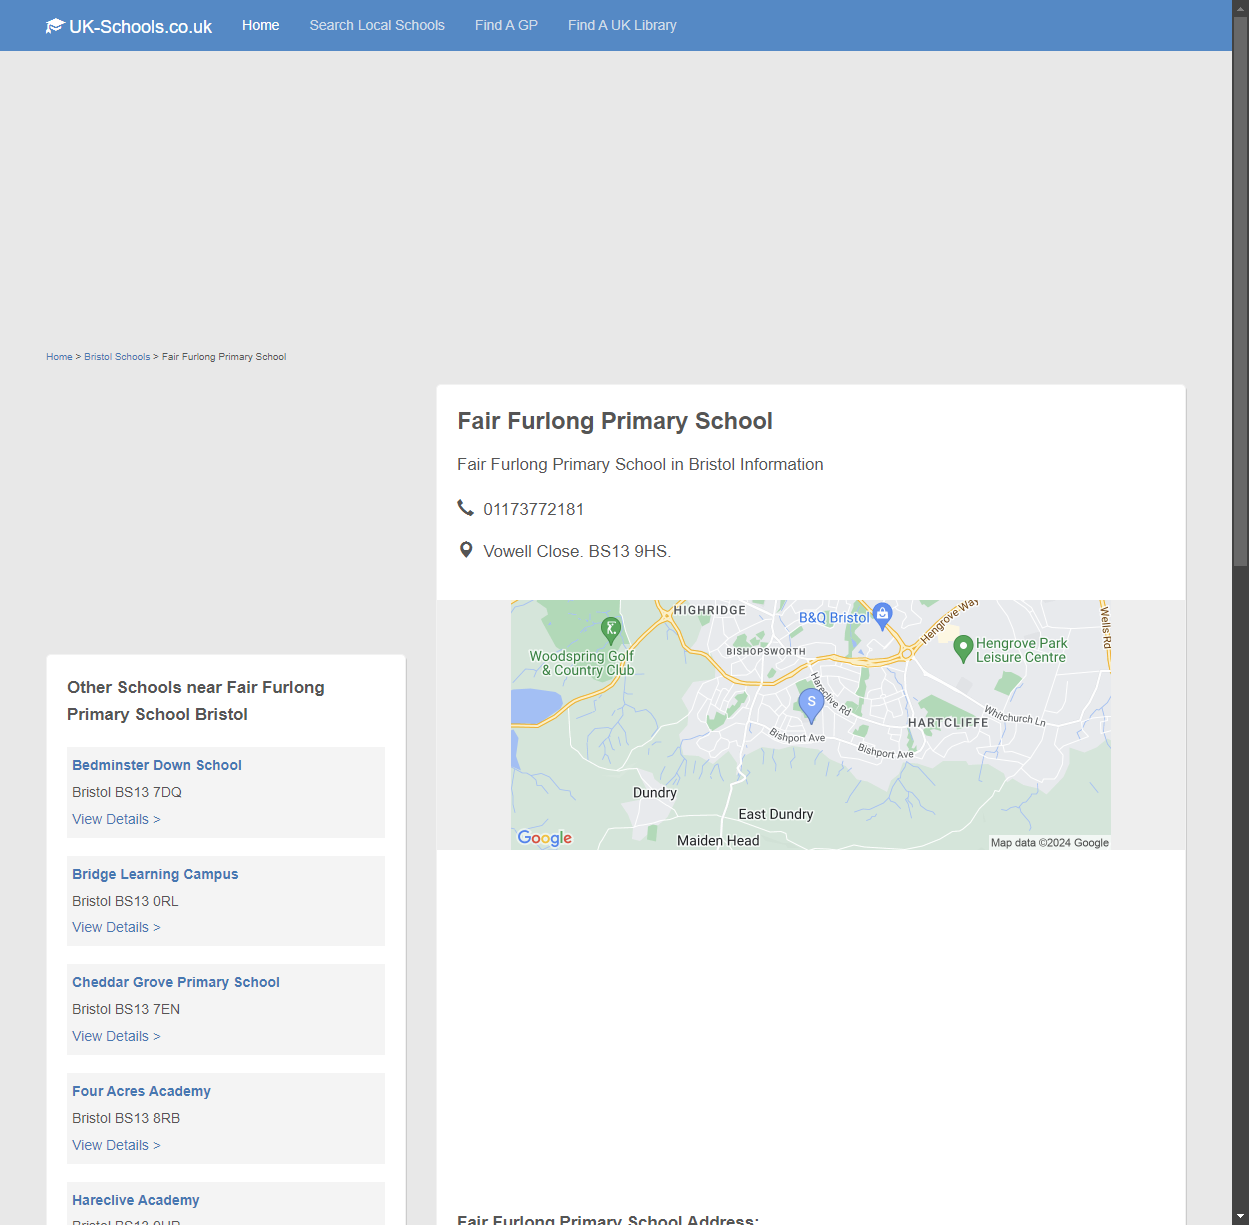 UK-Schools.co.uk
Home
Search Local Schools
Find A GP
Find A UK Library
Home > Bristol Schools > Fair Furlong Primary School
Fair Furlong Primary School
Fair Furlong Primary School in Bristol Information
01173772181
Vowell Close. BS13 9HS.
HIGHRIDGE
B&Q Bristol
Hengrove Way
Wells Rd
Hengrove Park
Leisure Centre
BISHOPSWORTH
Woodspring Golf
& Country Club
Hareclive Rd
S
Whitchurch Ln
HARTCLIFFE
Bishport Ave
Bishport Ave
Dundry
East Dundry
Maiden Head
Google
Map data ©2024 Google
Other Schools near Fair Furlong
Primary School Bristol
Bedminster Down School
Bristol BS13 7DQ
View Details >
Bridge Learning Campus
Bristol BS13 0RL
View Details >
Cheddar Grove Primary School
Bristol BS13 7EN
View Details >
Four Acres Academy
Bristol BS13 8RB
View Details >
Hareclive Academy
Bristol BS13 0HR
Fair Furlong Primary School Address: